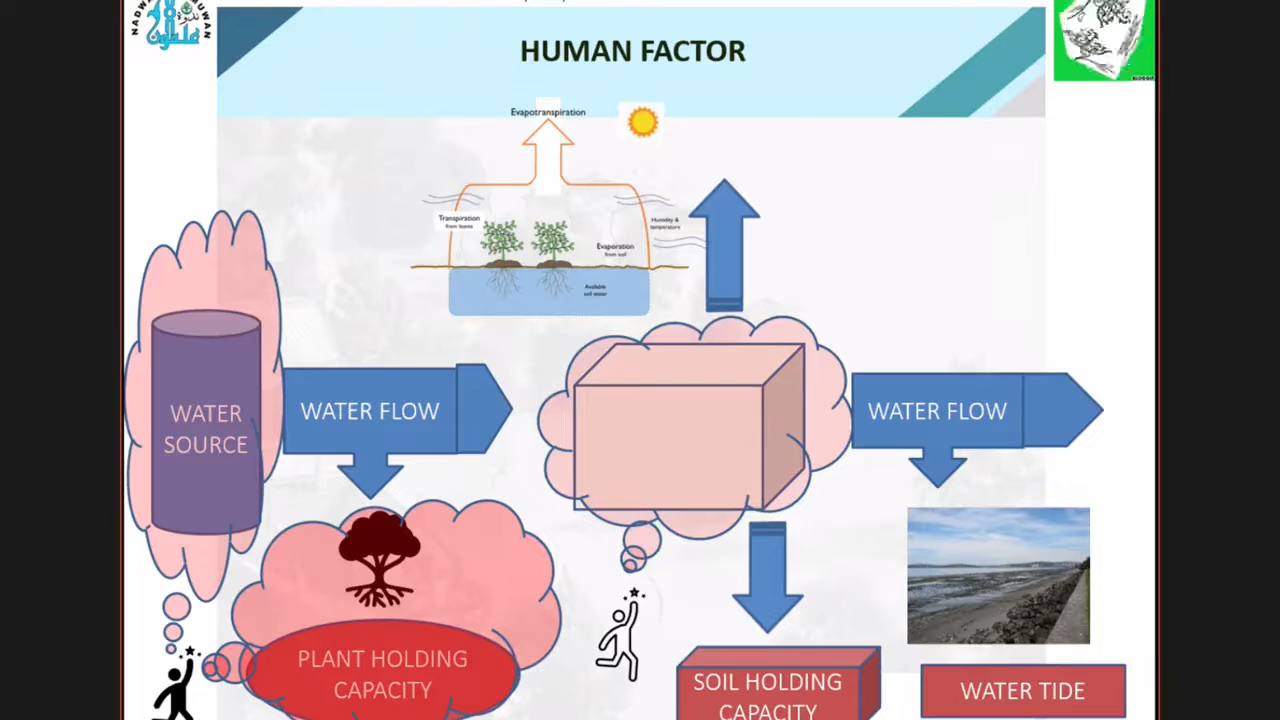 HUMAN FACTOR
Evapotranspiration
Transpiration
from leaves
Humidity &
temperature
Evaporation
from soil
Available
soil water
WATER
SOURCE
WATER FLOW
WATER FLOW
PLANT HOLDING
CAPACITY
SOIL HOLDING
CAPACITY
WATER TIDE